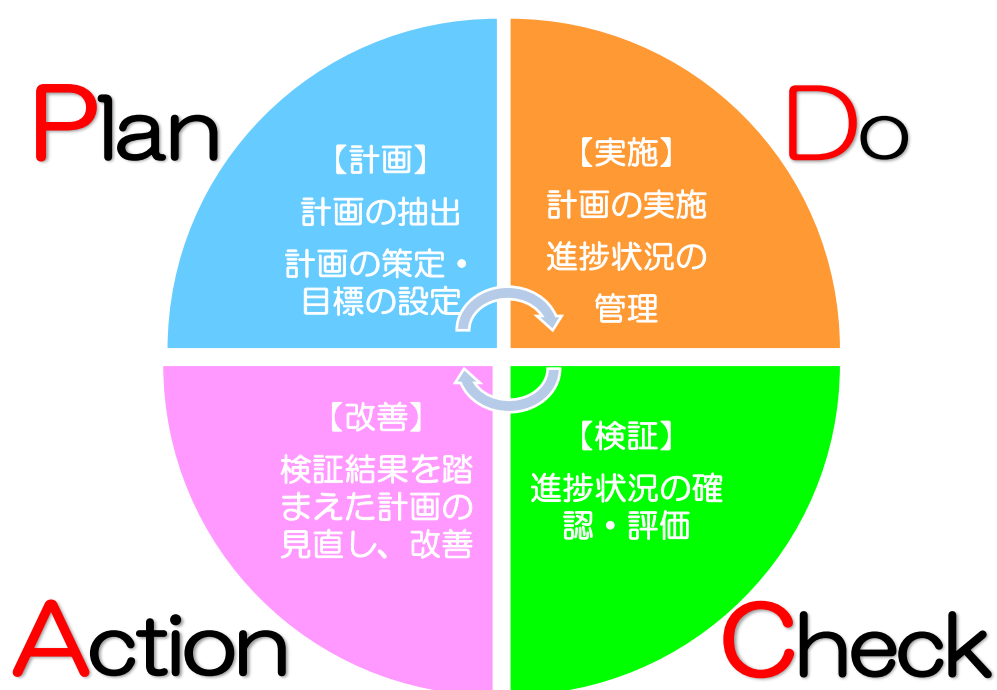 Plan
【計画】
計画の抽出
計画の策定・
目標の設定
Do
【実施】
計画の実施
進捗状況の
管理
【改善】
検証結果を踏
まえた計画の
見直し、改善
Action
【検証】
進捗状況の確
認・評価
Check